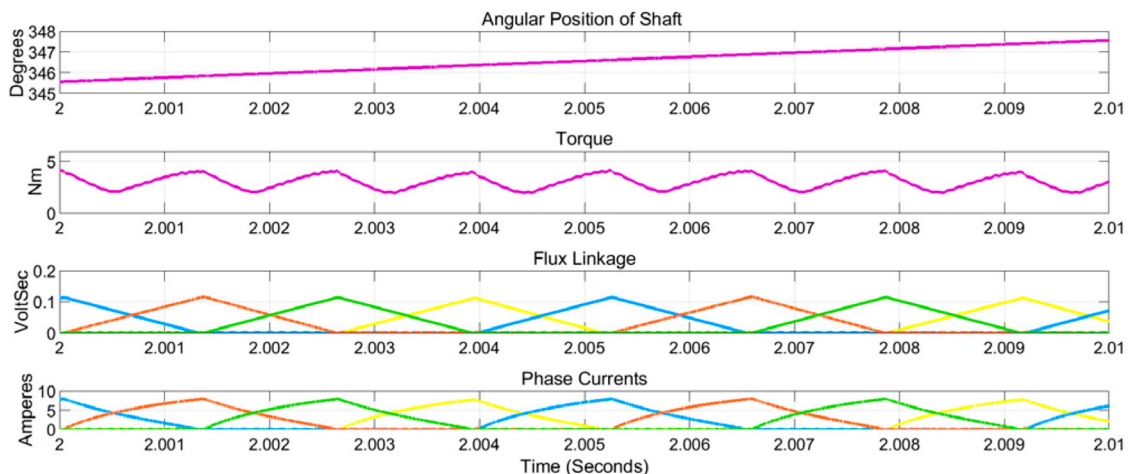 Angular Position of Shaft
Degrees
348
347
346
345
2 2.001 2.002 2.003 2.004 2.005 2.006 2.007 2.008 2.009 2.01
Torque
Nm
5
0
2 2.001 2.002 2.003 2.004 2.005 2.006 2.007 2.008 2.009 2.01
Flux Linkage
VoltSec
0.2
0.1
0
2 2.001 2.002 2.003 2.004 2.005 2.006 2.007 2.008 2.009 2.01
Phase Currents
Amperes
10
5
0
2 2.001 2.002 2.003 2.004 2.005 2.006 2.007 2.008 2.009 2.01
Time (Seconds)